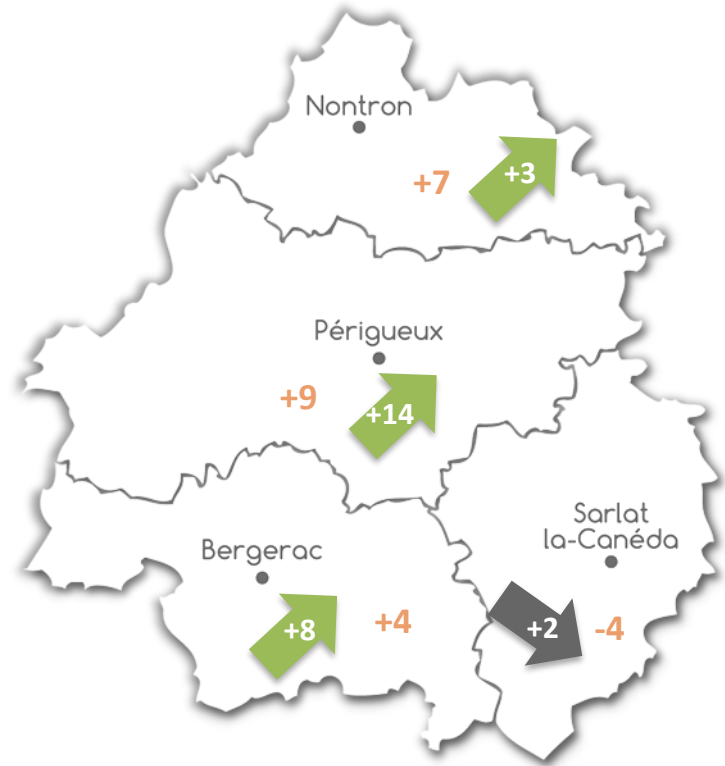 Nontron
+7
+3
Périgueux
+9
+14
Sarlat
la-Canéda
Bergerac
+8
+4
+2
-4